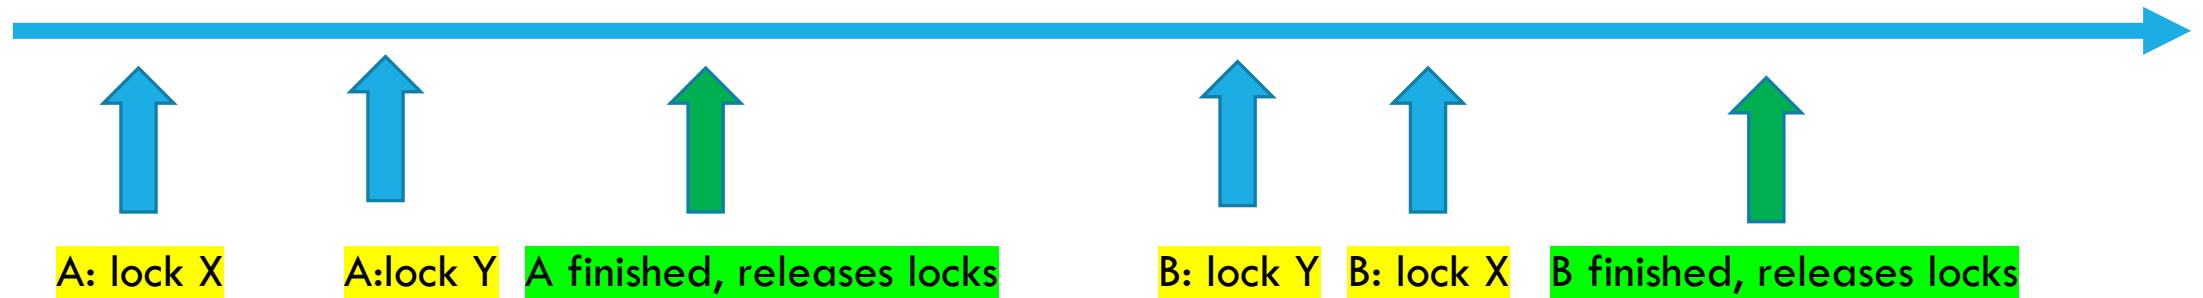 A: lock X
A:lock Y
A finished, releases locks
B: lock Y
B: lock X
B finished, releases locks